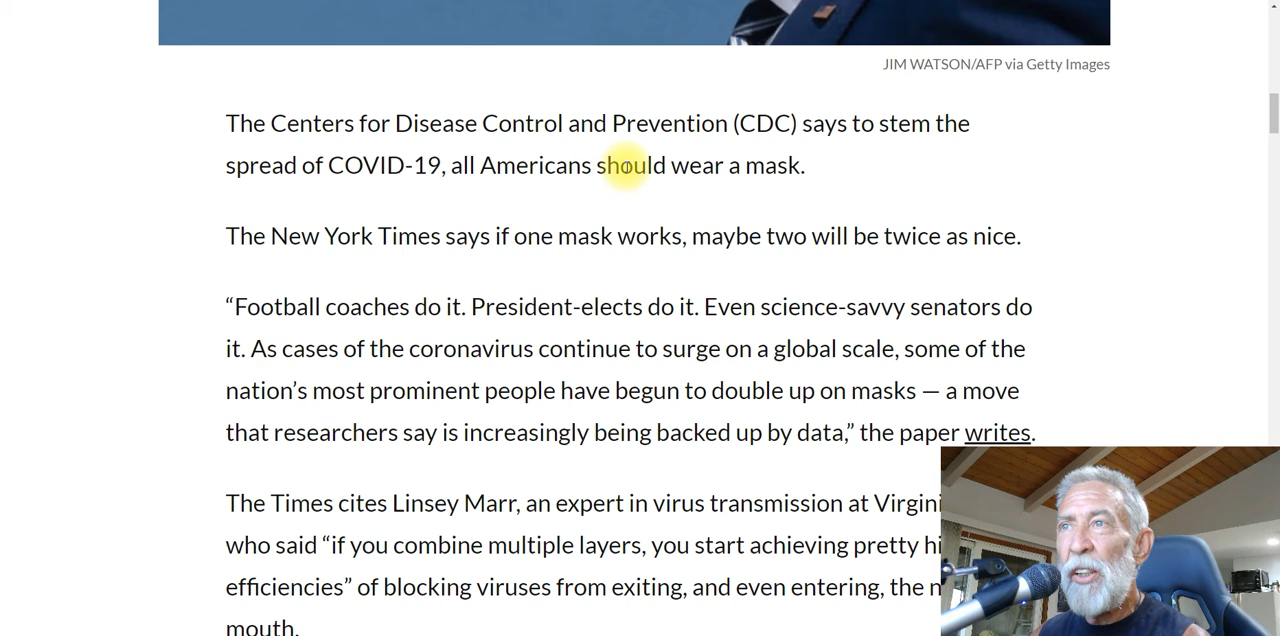 JIM WATSON/AFP via Getty Images
The Centers for Disease Control and Prevention (CDC) says to stem the
spread of COVID-19, all Americans should wear a mask.
The New York Times says if one mask works, maybe two will be twice as nice.
“Football coaches do it. President-elects do it. Even science-savvy senators do
it. As cases of the coronavirus continue to surge on a global scale, some of the
nation’s most prominent people have begun to double up on masks — a move
that researchers say is increasingly being backed up by data,” the paper writes.
The Times cites Linsey Marr, an expert in virus transmission at
who said “if you combine multiple layers, you start achieving pretty
efficiencies” of blocking viruses from exiting, and even entering, the
mouth.